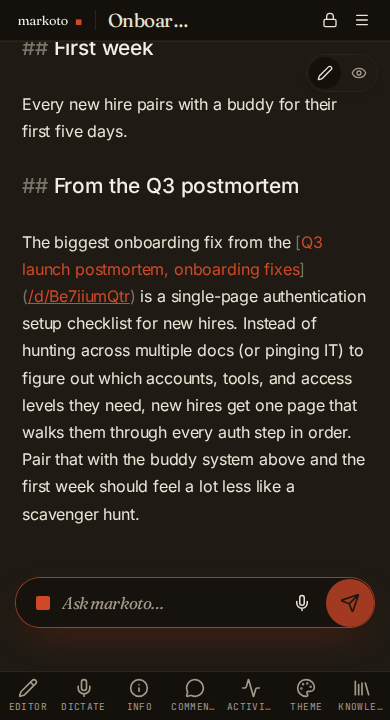 markoto
Onboar...
## First week
Every new hire pairs with a buddy for their
first five days.
## From the Q3 postmortem
The biggest onboarding fix from the [Q3
launch postmortem, onboarding fixes]
(/d/Be7iiumQtr) is a single-page authentication
setup checklist for new hires. Instead of
hunting across multiple docs (or pinging IT) to
figure out which accounts, tools, and access
levels they need, new hires get one page that
walks them through every auth step in order.
Pair that with the buddy system above and the
first week should feel a lot less like a
scavenger hunt.
Ask markoto...
EDITOR DICTATE INFO COMMEN… ACTIVI… THEME KNOWLE…